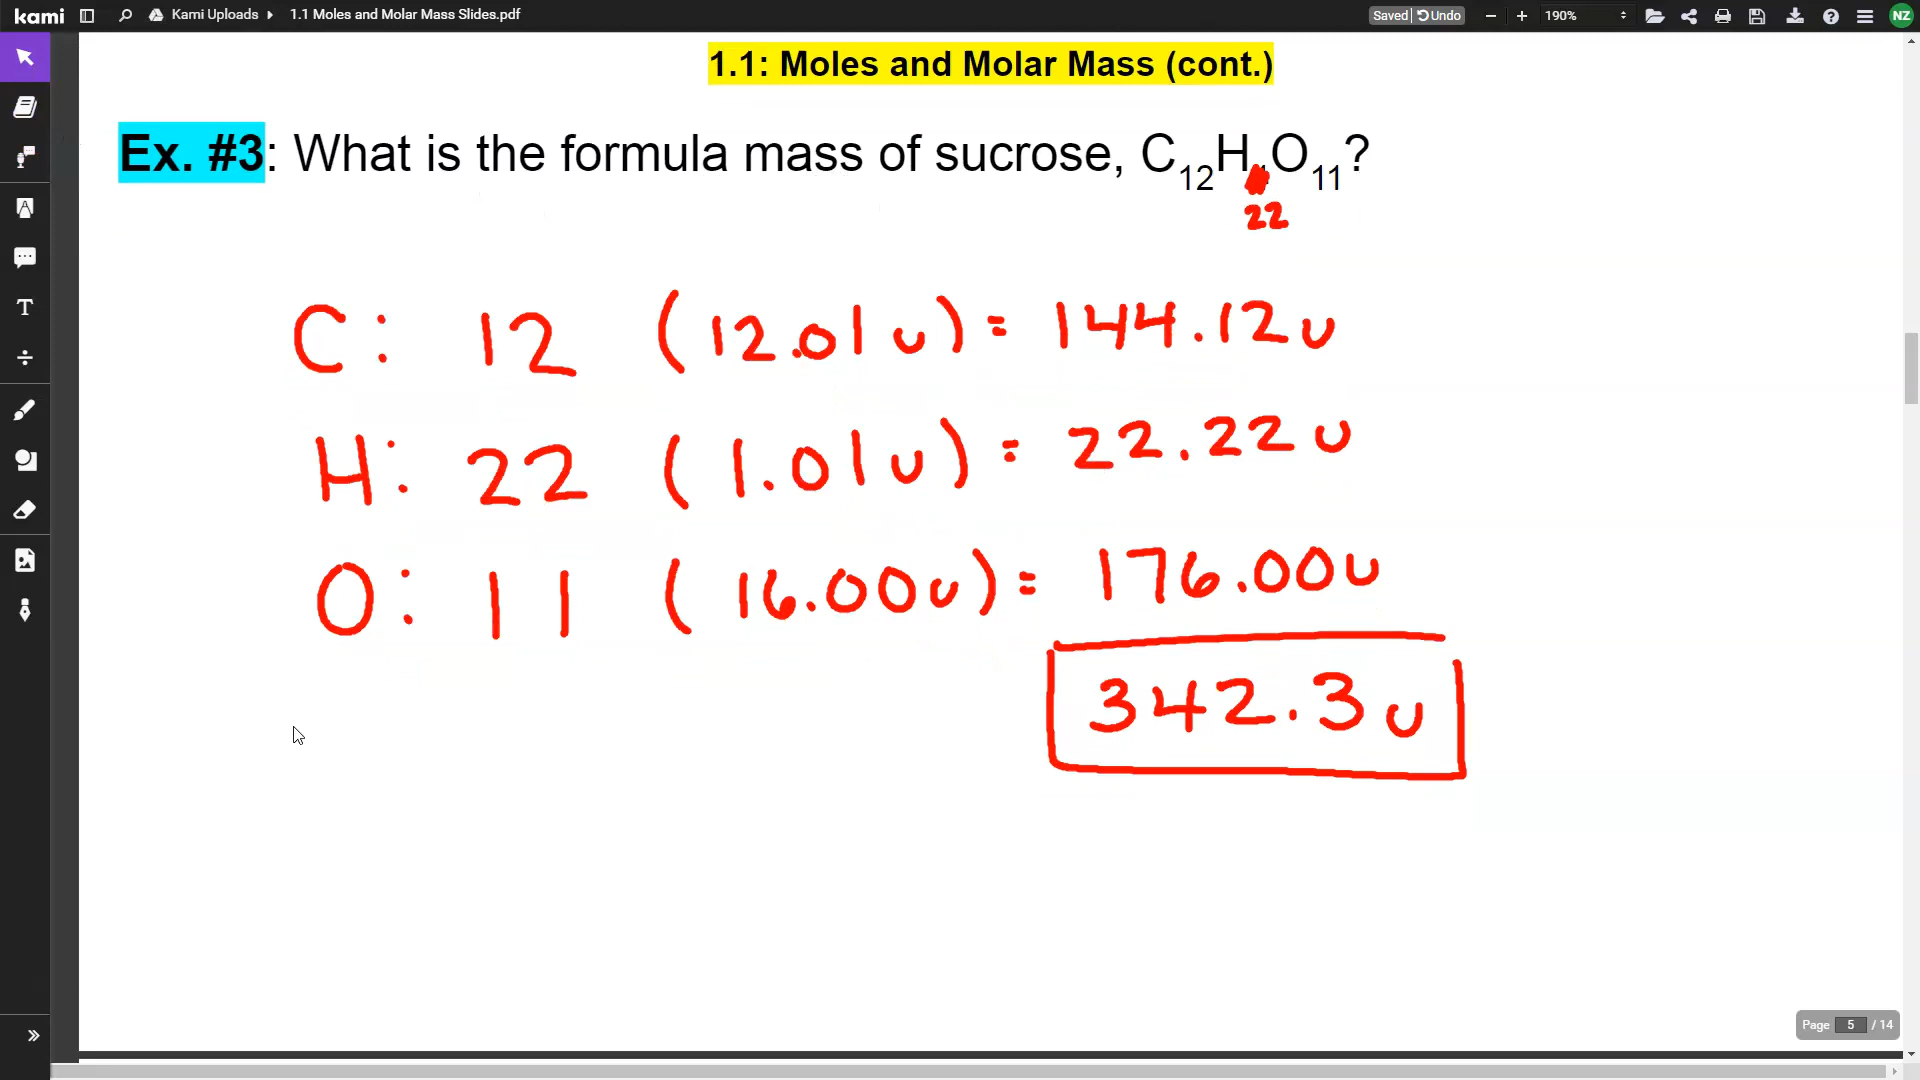 kami Kami Uploads 1.1 Moles and Molar Mass Slides.pdf Saved Undo 190% NZ
1.1: Moles and Molar Mass (cont.)
Ex. #3: What is the formula mass of sucrose, C12H O11?
22
C: 12 (12.01u) = 144.12u
H: 22 (1.01u) = 22.22u
O: 11 (16.00u) = 176.00u
342.3u
Page 5 / 14